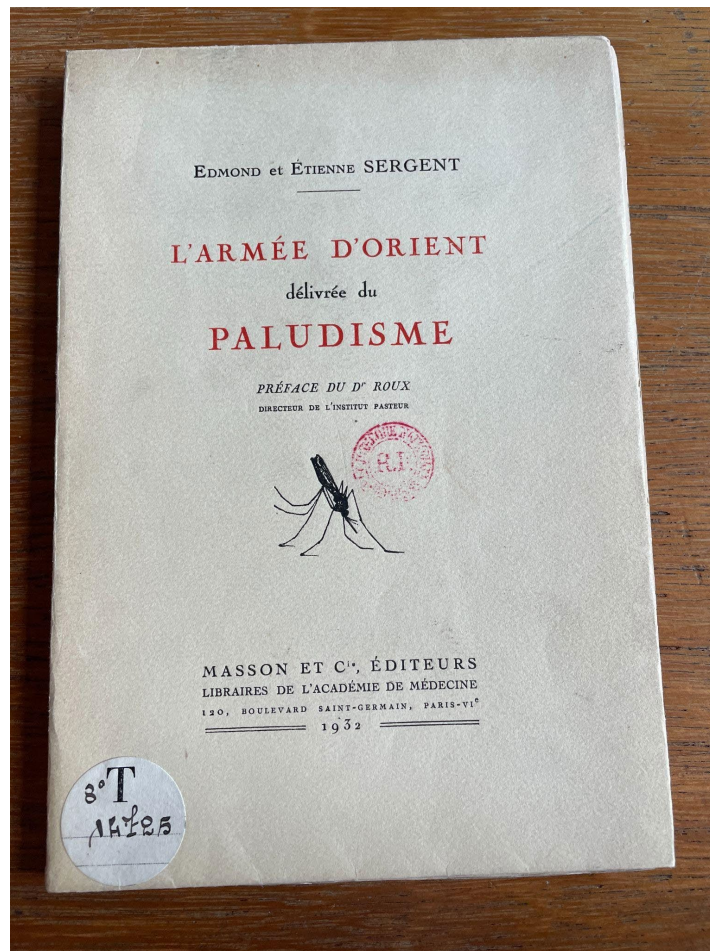 Edmond et Étienne SERGENT
L'ARMÉE D'ORIENT
délivrée du
PALUDISME
PRÉFACE DU Dr ROUX
DIRECTEUR DE L'INSTITUT PASTEUR
R.F.
MASSON ET Cie, ÉDITEURS
LIBRAIRES DE L'ACADÉMIE DE MÉDECINE
120, BOULEVARD SAINT-GERMAIN, PARIS-VIe
1932
8° T
14725